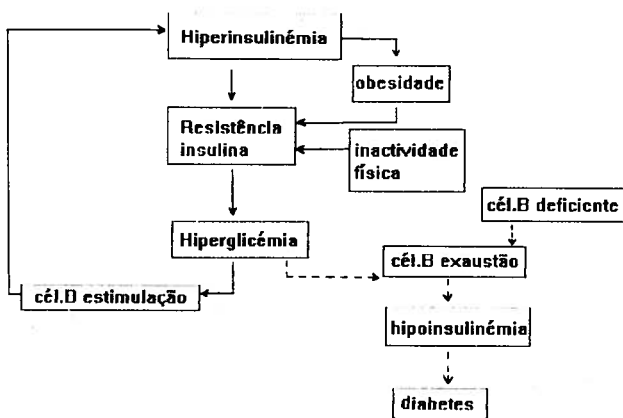 Hiperinsulinémia
obesidade
Resistência
insulina
inactividade
física
cél.B deficiente
Hiperglicémia
cél.B exaustão
cél.B estimulação
hipoinsulinémia
diabetes